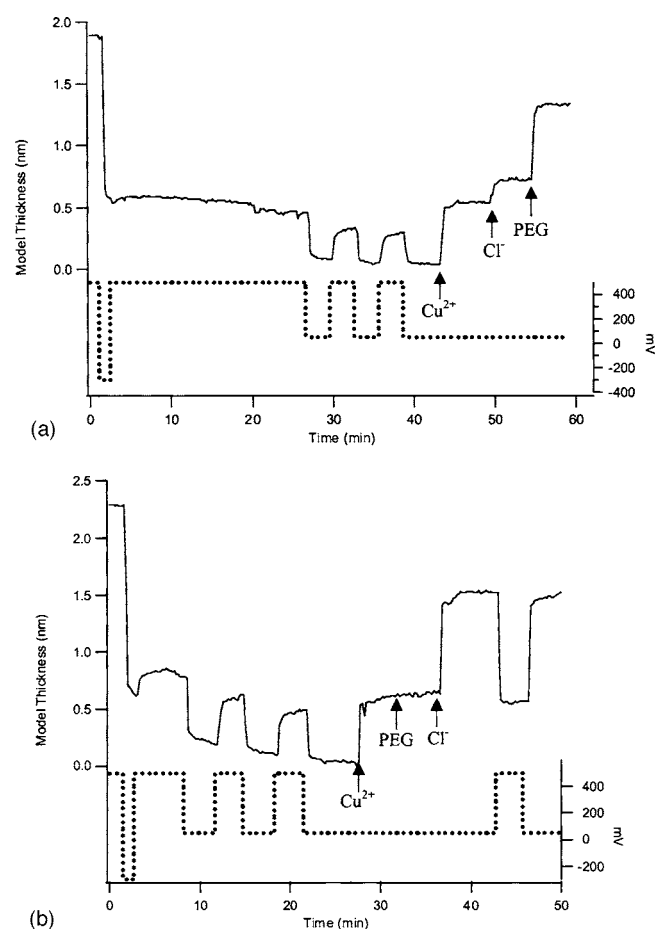 2.0
1.5
1.0
0.5
0.0
Model Thickness (nm)
Cu²⁺
Cl⁻
PEG
400
200
0
-200
-400
mV
0 10 20 30 40 50 60
Time (min)
(a)
2.5
2.0
1.5
1.0
0.5
0.0
Model Thickness (nm)
Cu²⁺
PEG
Cl⁻
400
200
0
-200
mV
0 10 20 30 40 50
Time (min)
(b)